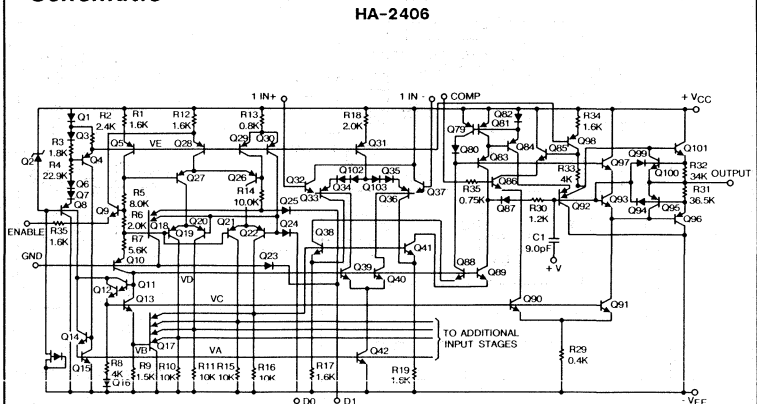 HA-2406
1 IN+
1 IN -
COMP
+ VCC
Q1
R2
2.4K
R1
1.6K
R12
1.6K
R13
0.8K
R18
2.0K
Q82
Q79
Q81
R34
1.6K
Q98
Q2
Q3
R3
1.8K
R4
22.9K
Q4
Q5
VE
Q28
Q29
Q30
Q31
Q80
Q84
Q85
Q83
Q99
Q101
Q97
Q100
R32
34K
OUTPUT
Q6
Q7
Q8
Q27
Q26
R14
10.0K
Q32
Q33
Q34
Q102
Q103
Q35
Q36
Q37
R35
0.75K
Q86
R33
4K
R31
36.5K
Q9
R5
8.0K
R6
2.0K
Q25
Q87
R30
1.2K
Q92
Q93
Q94
Q95
Q96
ENABLE
R35
1.6K
R7
5.6K
Q18
Q19
Q20
Q21
Q22
Q24
Q38
Q41
C1
9.0pF
+ V
GND
Q10
Q23
Q39
Q40
Q88
Q89
VD
Q11
Q12
Q13
VC
Q90
Q91
Q14
Q15
VB
Q17
VA
Q42
TO ADDITIONAL
INPUT STAGES
R8
4K
Q16
R9
1.5K
R10
10K
R11
10K
R15
10K
R16
10K
R17
1.6K
R19
1.6K
R29
0.4K
D0
D1
- VEE